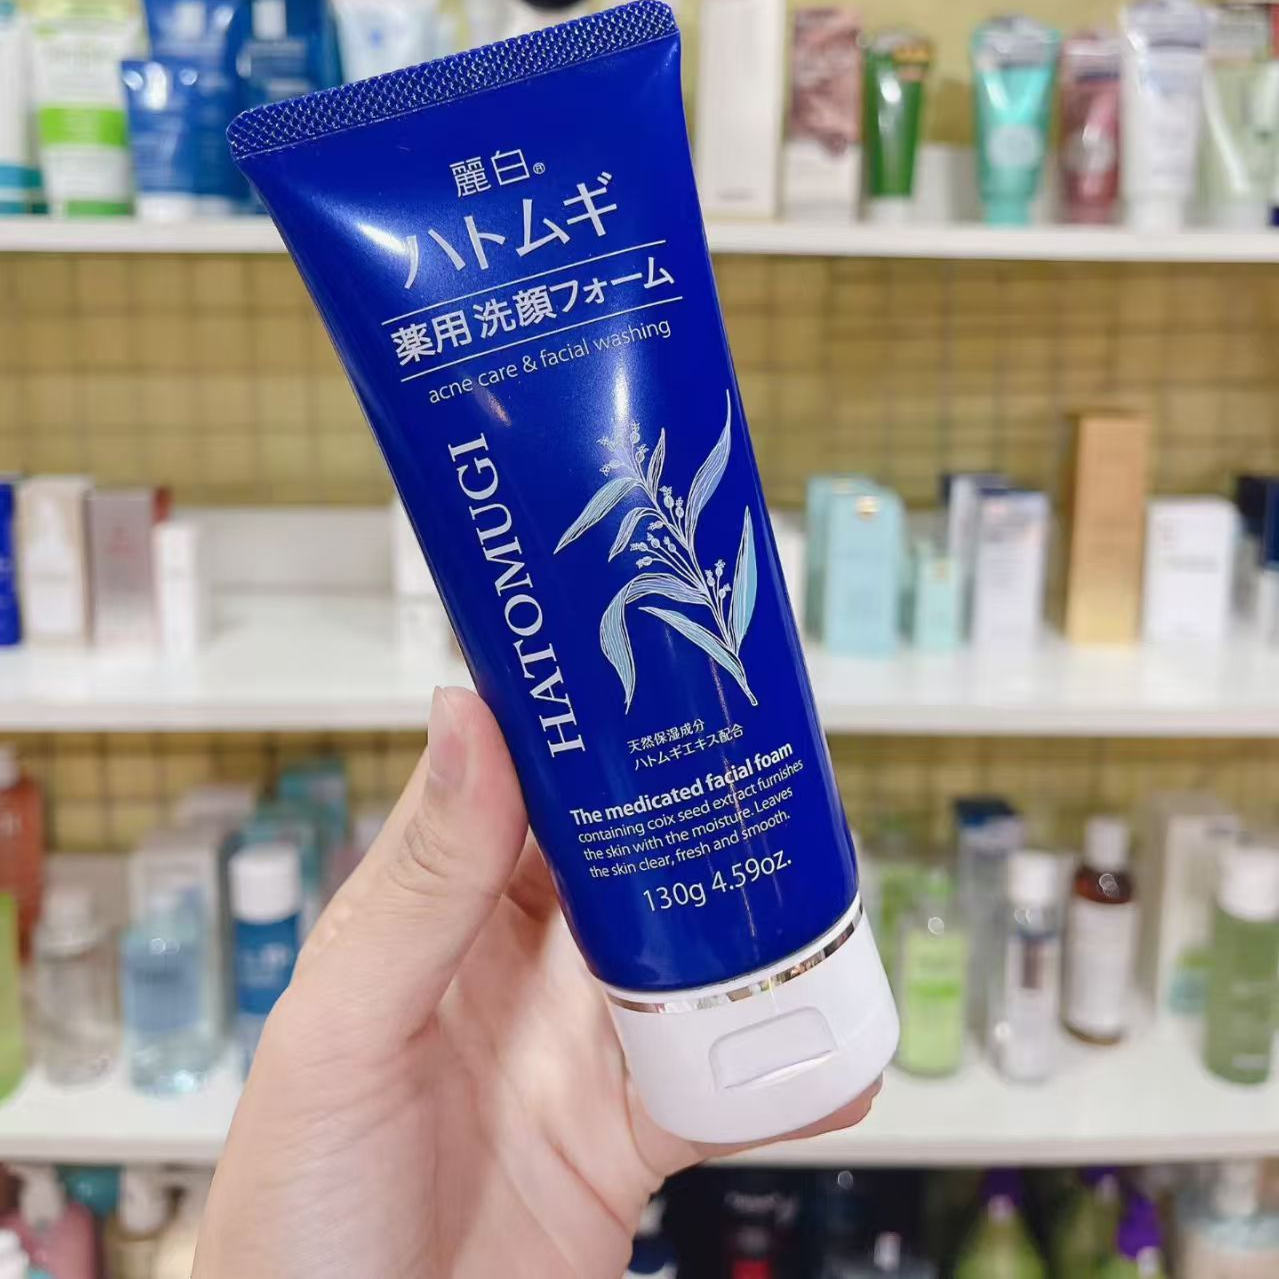 麗白®
ハトムギ
薬用 洗顔フォーム
acne care & facial washing
HATOMUGI
天然保湿成分
ハトムギエキス配合
The medicated facial foam
containing coix seed extract furnishes
the skin with the moisture. Leaves
the skin clear, fresh and smooth.
130g 4.59oz.